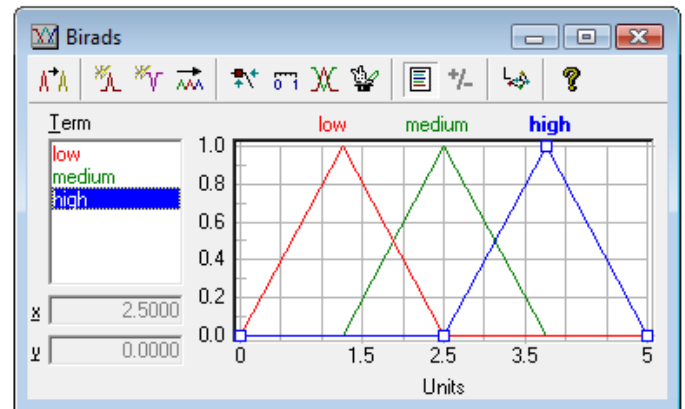 Birads
Term
low
medium
high
low medium high
1.0
0.8
0.6
0.4
0.2
0.0
0 1.5 2.5 3.5 5
Units
x 2.5000
y 0.0000